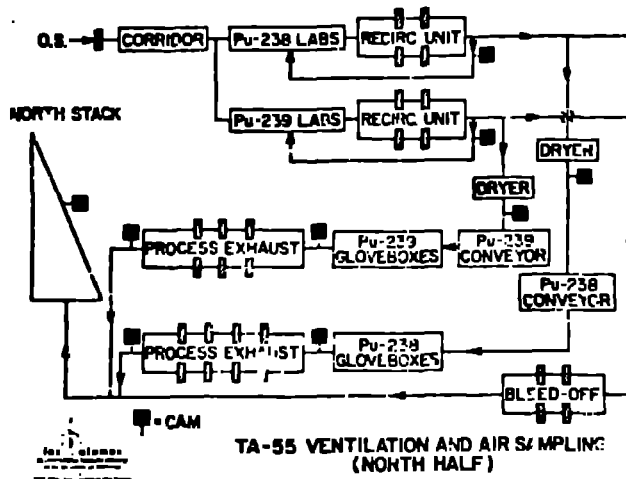 O.S.
CORRIDOR
Pu-238 LABS
RECIRC UNIT
NORTH STACK
Pu-239 LABS
RECIRC UNIT
DRYER
DRYER
PROCESS EXHAUST
Pu-239
GLOVEBOXES
Pu-239
CONVEYOR
Pu-238
CONVEYOR
PROCESS EXHAUST
Pu-238
GLOVEBOXES
BLEED-OFF
= CAM
los alamos
TA-55 VENTILATION AND AIR SAMPLING
(NORTH HALF)